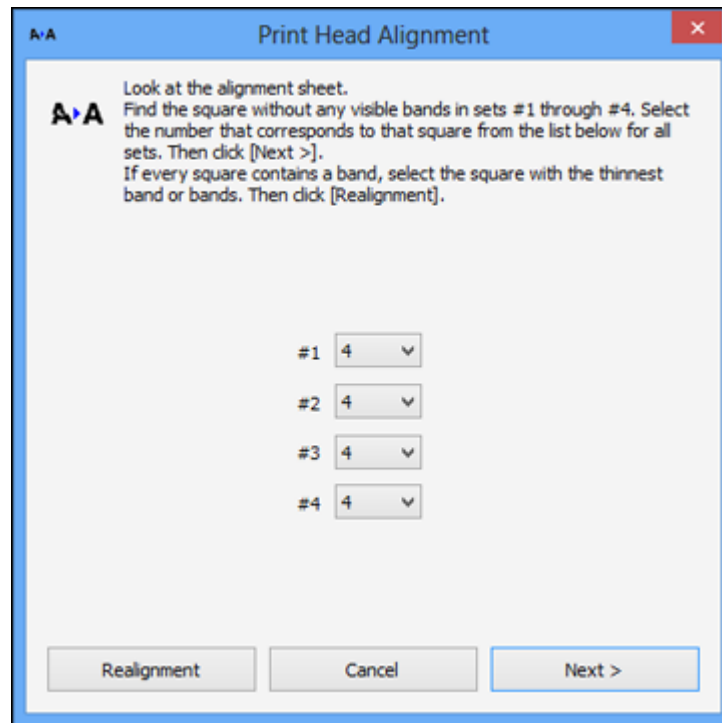 A▸A
Print Head Alignment
A▸A
Look at the alignment sheet.
Find the square without any visible bands in sets #1 through #4. Select
the number that corresponds to that square from the list below for all
sets. Then click [Next >].
If every square contains a band, select the square with the thinnest
band or bands. Then click [Realignment].
#1 4
#2 4
#3 4
#4 4
Realignment Cancel Next >